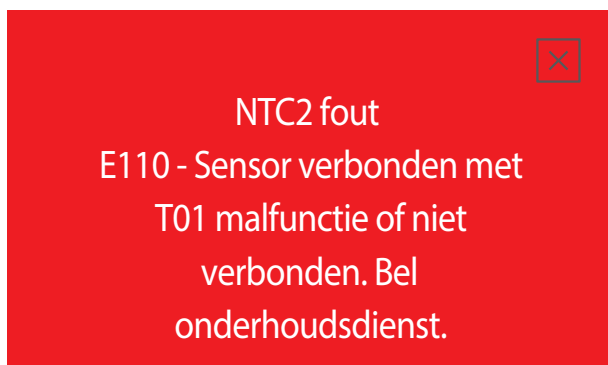 NTC2 fout
E110 - Sensor verbonden met
T01 malfunctie of niet
verbonden. Bel
onderhoudsdienst.